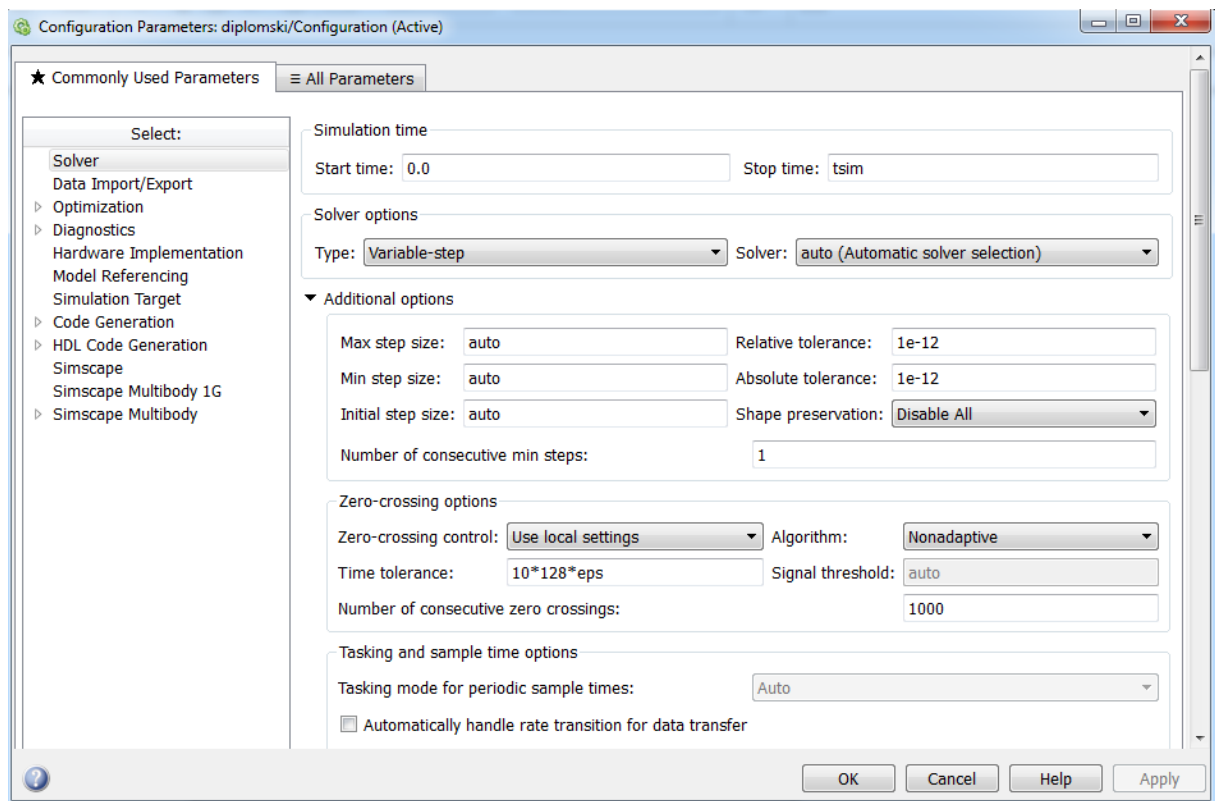 Configuration Parameters: diplomski/Configuration (Active)
★ Commonly Used Parameters ≡ All Parameters
Select:
Solver
Data Import/Export
Optimization
Diagnostics
Hardware Implementation
Model Referencing
Simulation Target
Code Generation
HDL Code Generation
Simscape
Simscape Multibody 1G
Simscape Multibody
Simulation time
Start time: 0.0 Stop time: tsim
Solver options
Type: Variable-step Solver: auto (Automatic solver selection)
Additional options
Max step size: auto Relative tolerance: 1e-12
Min step size: auto Absolute tolerance: 1e-12
Initial step size: auto Shape preservation: Disable All
Number of consecutive min steps: 1
Zero-crossing options
Zero-crossing control: Use local settings Algorithm: Nonadaptive
Time tolerance: 10*128*eps Signal threshold: auto
Number of consecutive zero crossings: 1000
Tasking and sample time options
Tasking mode for periodic sample times: Auto
Automatically handle rate transition for data transfer
OK Cancel Help Apply